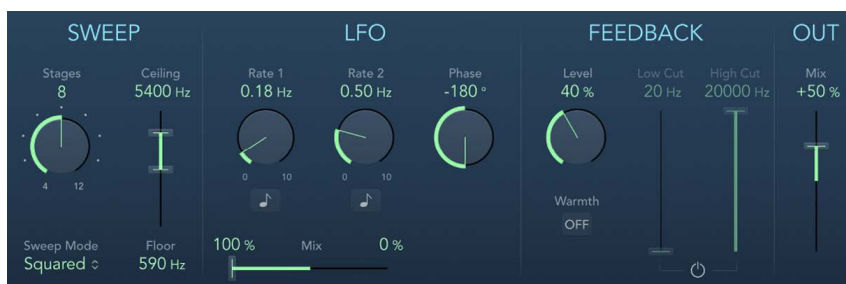 SWEEP
LFO
FEEDBACK
OUT
Stages
8
Ceiling
5400 Hz
Rate 1
0.18 Hz
Rate 2
0.50 Hz
Phase
-180 °
Level
40 %
Low Cut
20 Hz
High Cut
20000 Hz
Mix
+50 %
4 12
0 10
0 10
Warmth
OFF
Sweep Mode
Squared
Floor
590 Hz
100 % Mix 0 %